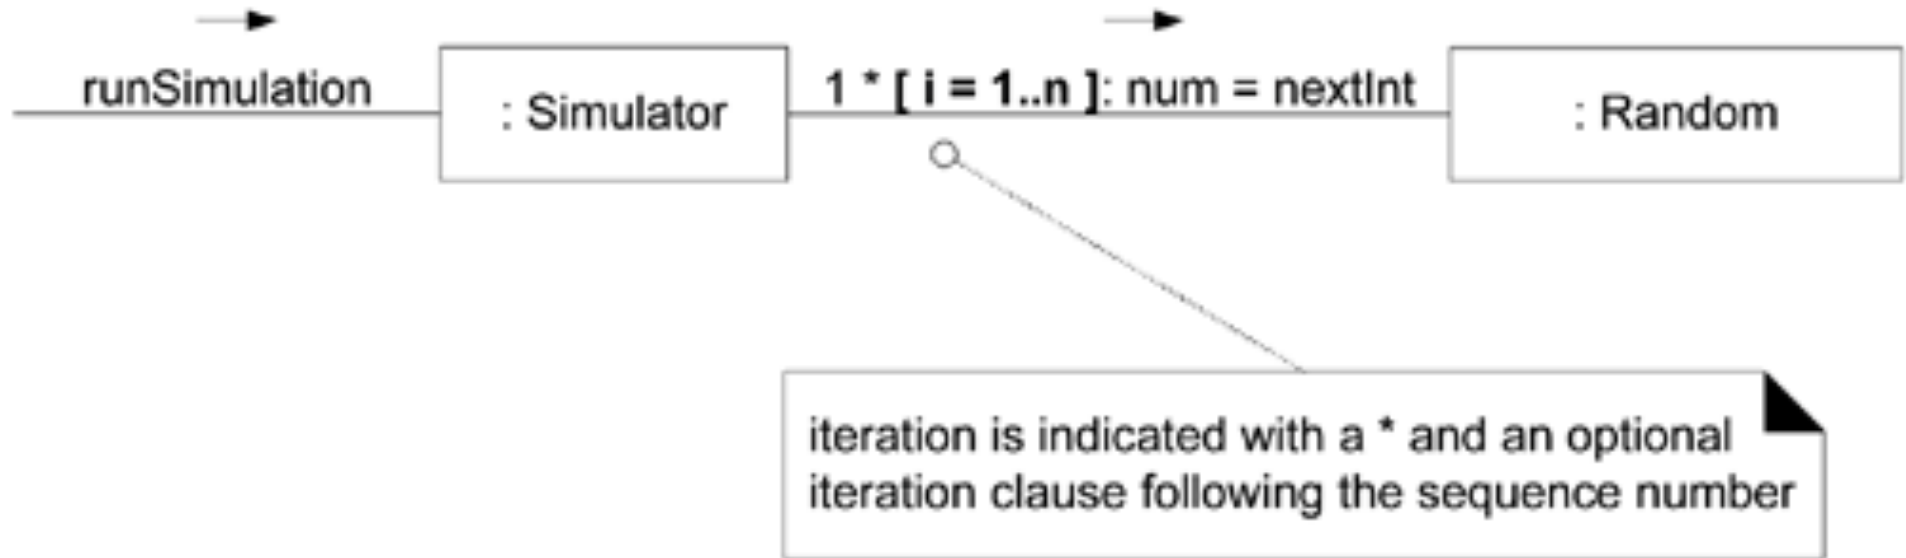 runSimulation
: Simulator
1 * [ i = 1..n ]: num = nextInt
: Random
iteration is indicated with a * and an optional
iteration clause following the sequence number